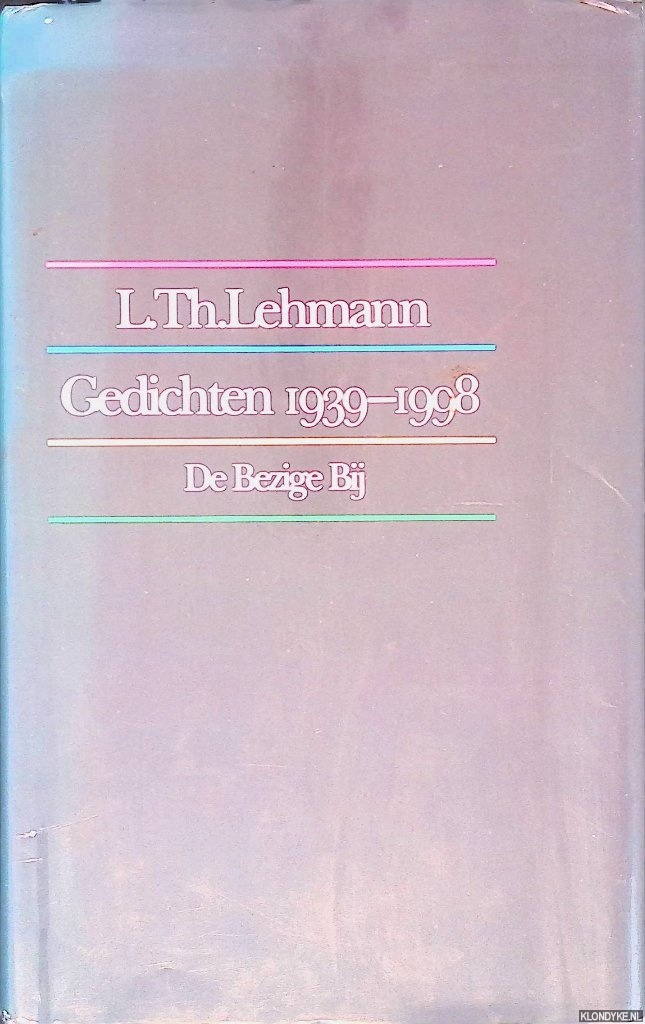 L.Th.Lehmann
Gedichten 1939–1998
De Bezige Bij
KLONDYKE.NL